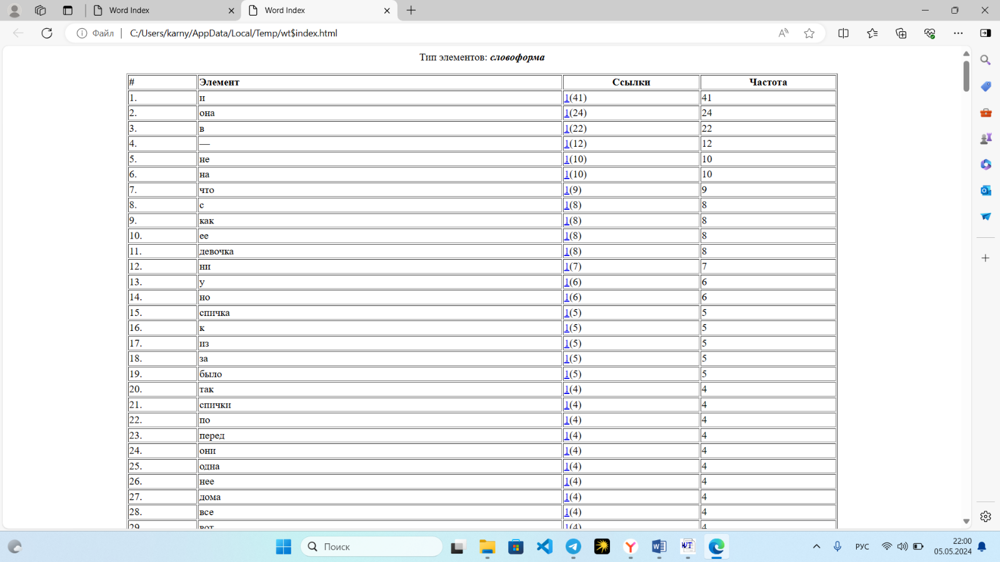 Word Index
Word Index
Файл
C:/Users/karny/AppData/Local/Temp/wt$index.html
Тип элементов: словоформа
# Элемент Ссылки Частота
1. и 1(41) 41
2. она 1(24) 24
3. в 1(22) 22
4. — 1(12) 12
5. не 1(10) 10
6. на 1(10) 10
7. что 1(9) 9
8. с 1(8) 8
9. как 1(8) 8
10. ее 1(8) 8
11. девочка 1(8) 8
12. ни 1(7) 7
13. у 1(6) 6
14. но 1(6) 6
15. спичка 1(5) 5
16. к 1(5) 5
17. из 1(5) 5
18. за 1(5) 5
19. было 1(5) 5
20. так 1(4) 4
21. спички 1(4) 4
22. по 1(4) 4
23. перед 1(4) 4
24. они 1(4) 4
25. одна 1(4) 4
26. нее 1(4) 4
27. дома 1(4) 4
28. все 1(4) 4
29. вот 1(4) 4
Поиск
РУС
22:00
05.05.2024